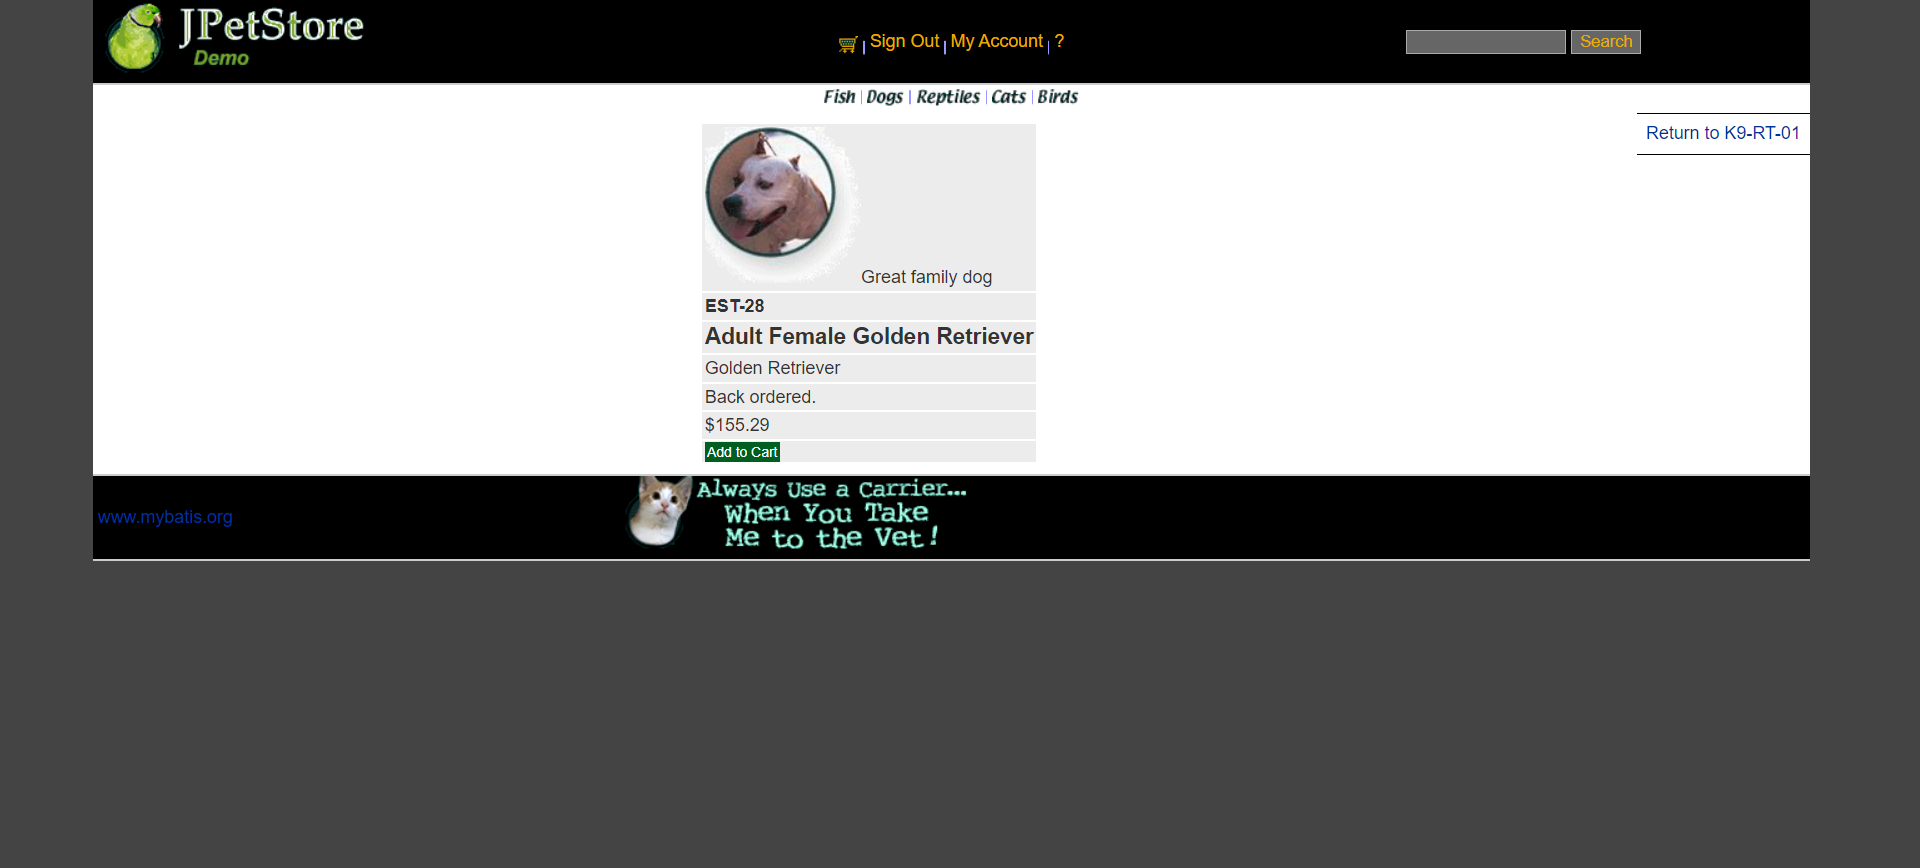 JPetStore
Demo
Sign Out | My Account | ?
Search
Fish | Dogs | Reptiles | Cats | Birds
Return to K9-RT-01
Great family dog
EST-28
Adult Female Golden Retriever
Golden Retriever
Back ordered.
$155.29
Add to Cart
www.mybatis.org
Always Use a Carrier...
When You Take
Me to the Vet!